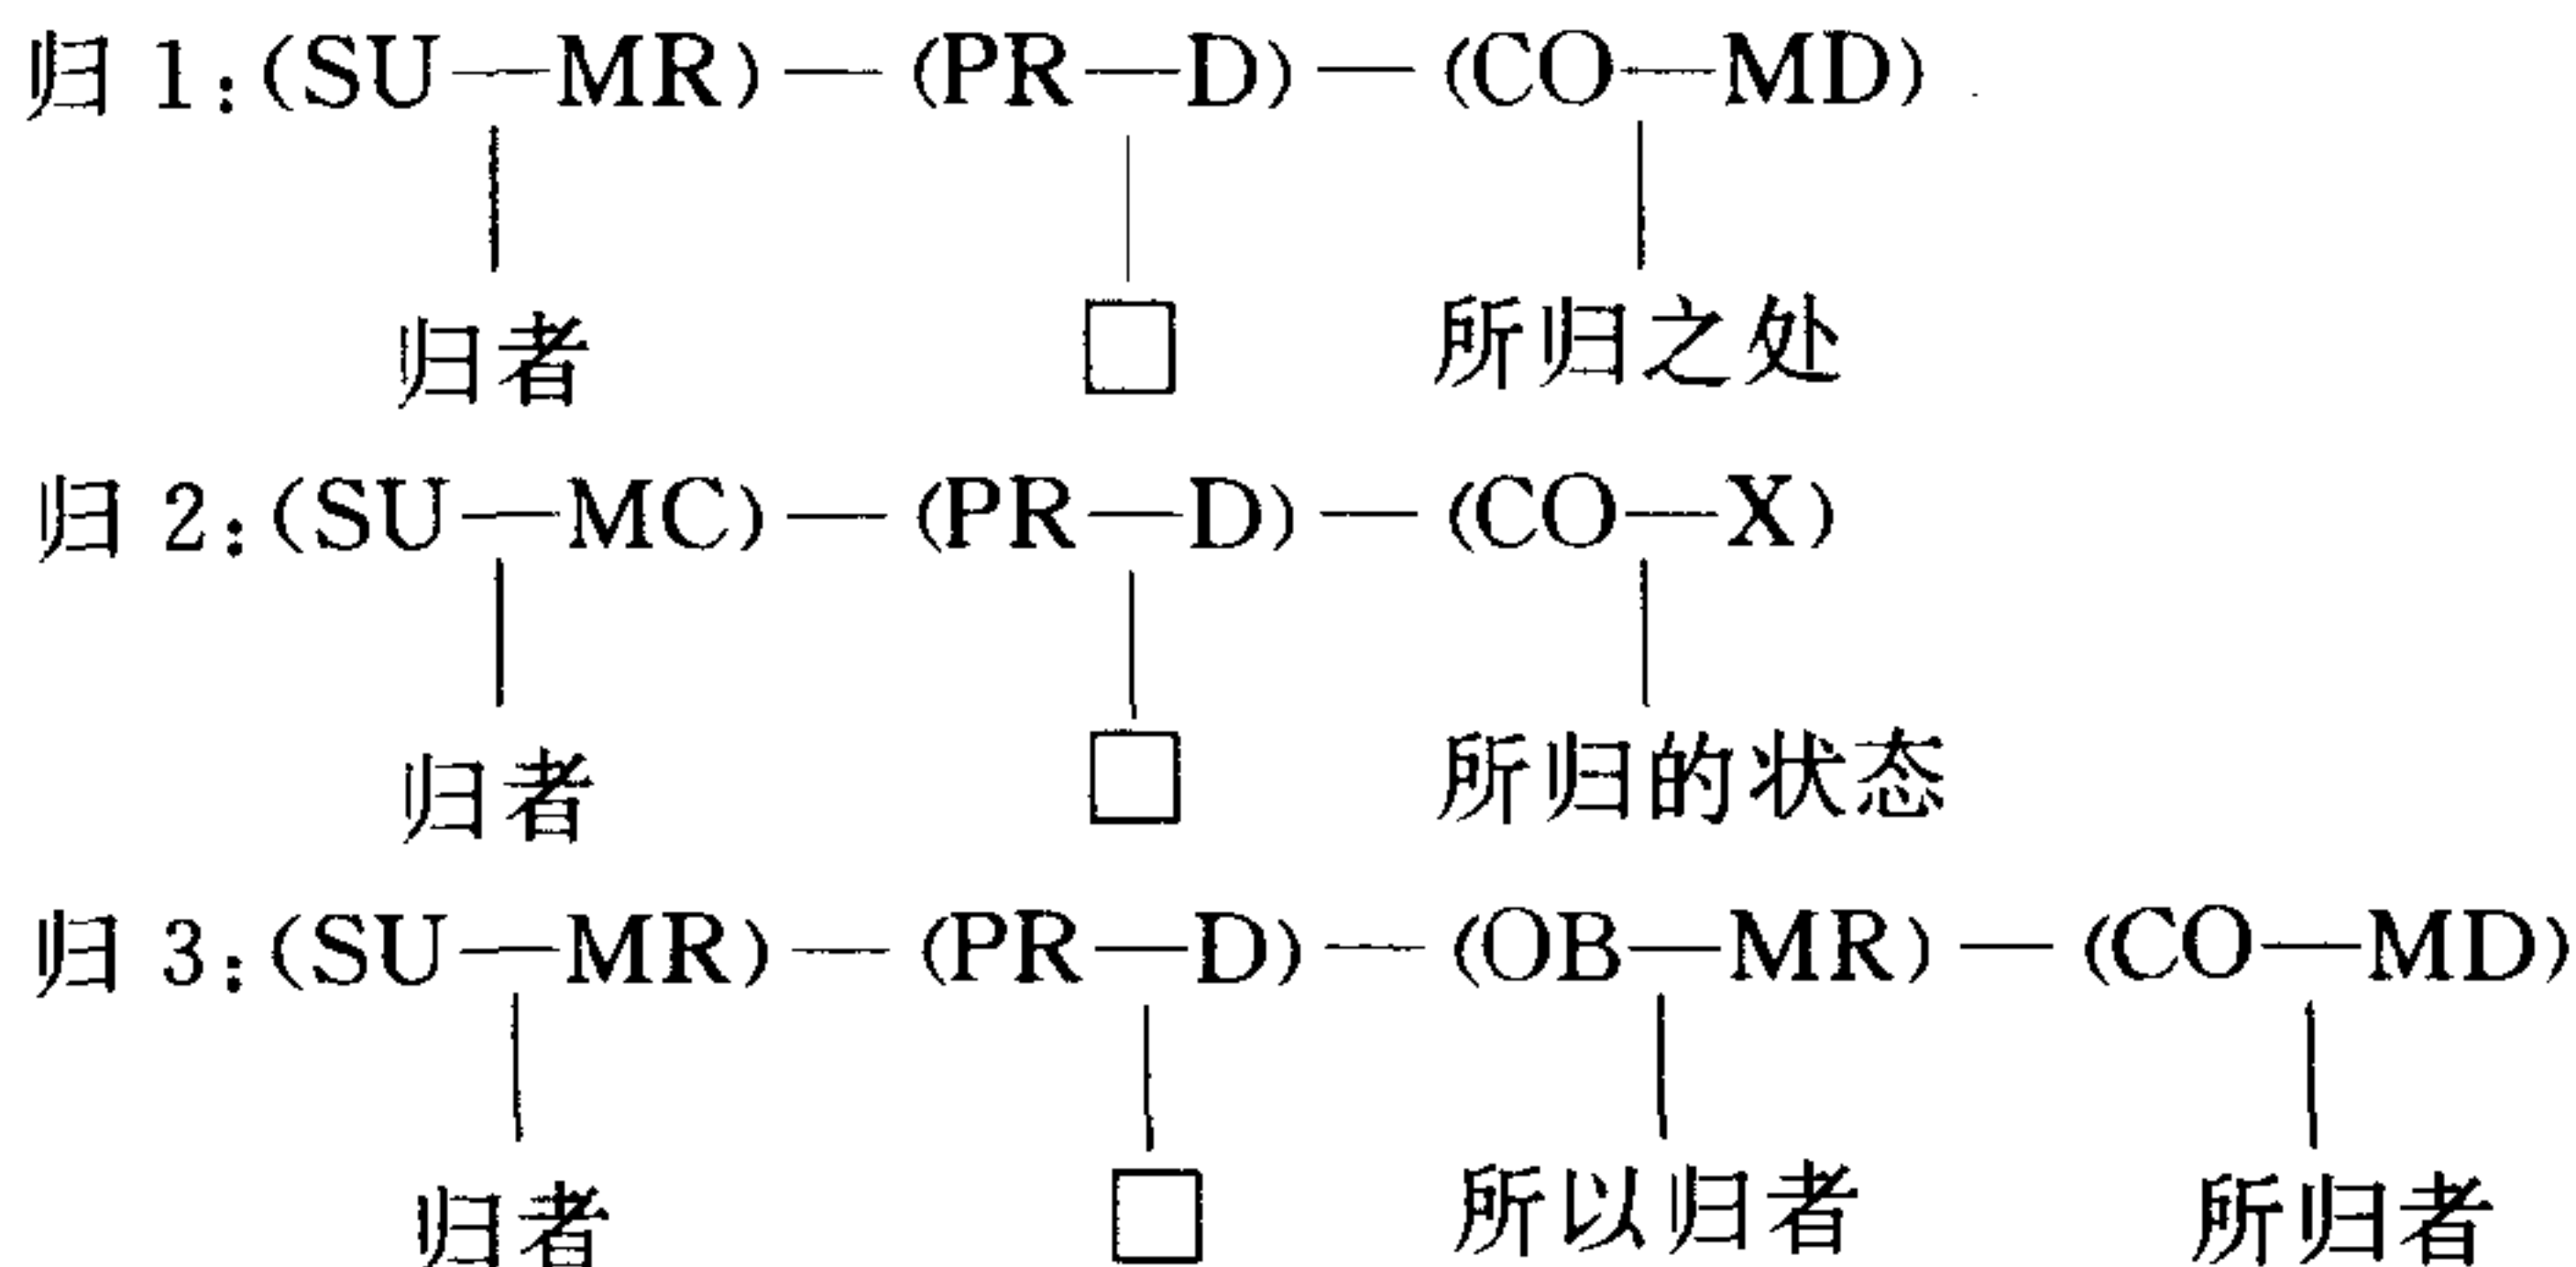 归 1:(SU—MR)—(PR—D)—(CO—MD)
归者 □ 所归之处
归 2:(SU—MC)—(PR—D)—(CO—X)
归者 □ 所归的状态
归 3:(SU—MR)—(PR—D)—(OB—MR)—(CO—MD)
归者 □ 所以归者 所归者